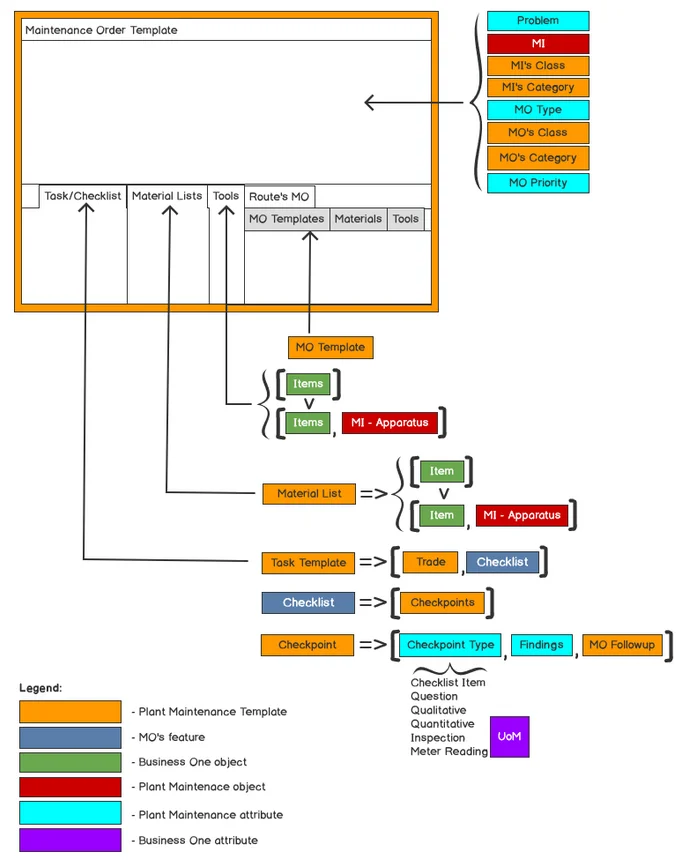 Maintenance Order Template
Problem
MI
MI's Class
MI's Category
MO Type
MO's Class
MO's Category
MO Priority
Task/Checklist
Material Lists
Tools
Route's MO
MO Templates
Materials
Tools
MO Template
[Items]
V
[Items, MI - Apparatus]
Material List => [Item]
V
[Item, MI - Apparatus]
Task Template => [Trade, Checklist]
Checklist => [Checkpoints]
Checkpoint => [Checkpoint Type, Findings, MO Followup]
Checklist Item
Question
Qualitative
Quantitative
Inspection
Meter Reading
UoM
Legend:
- Plant Maintenance Template
- MO's feature
- Business One object
- Plant Maintenace object
- Plant Maintenance attribute
- Business One attribute